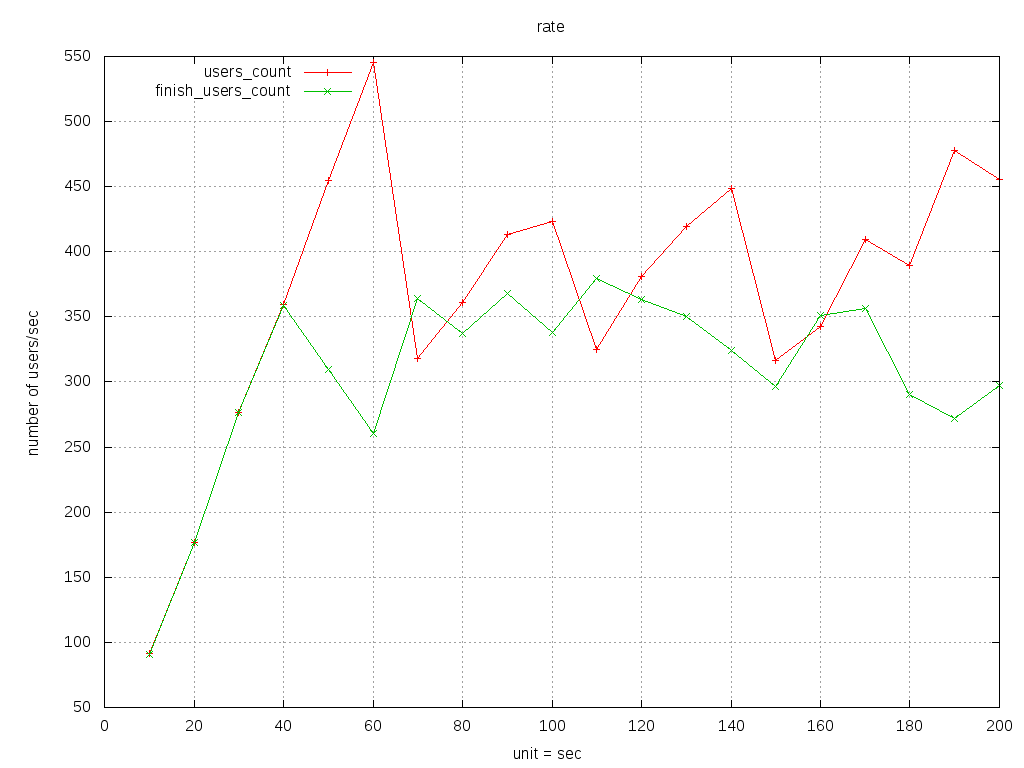 rate
users_count
finish_users_count
number of users/sec
550
500
450
400
350
300
250
200
150
100
50
0 20 40 60 80 100 120 140 160 180 200
unit = sec